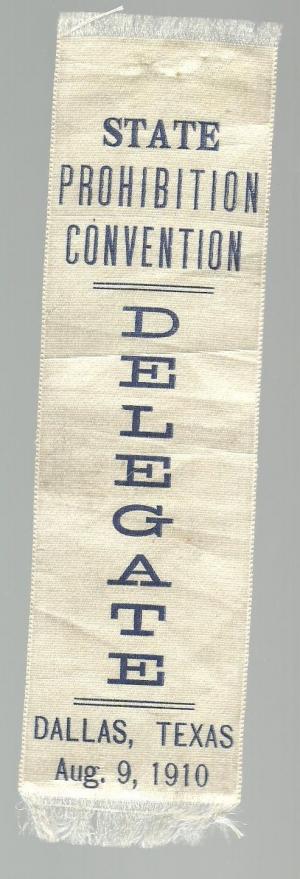 STATE
PROHIBITION
CONVENTION
DELEGATE
DALLAS, TEXAS
Aug. 9, 1910